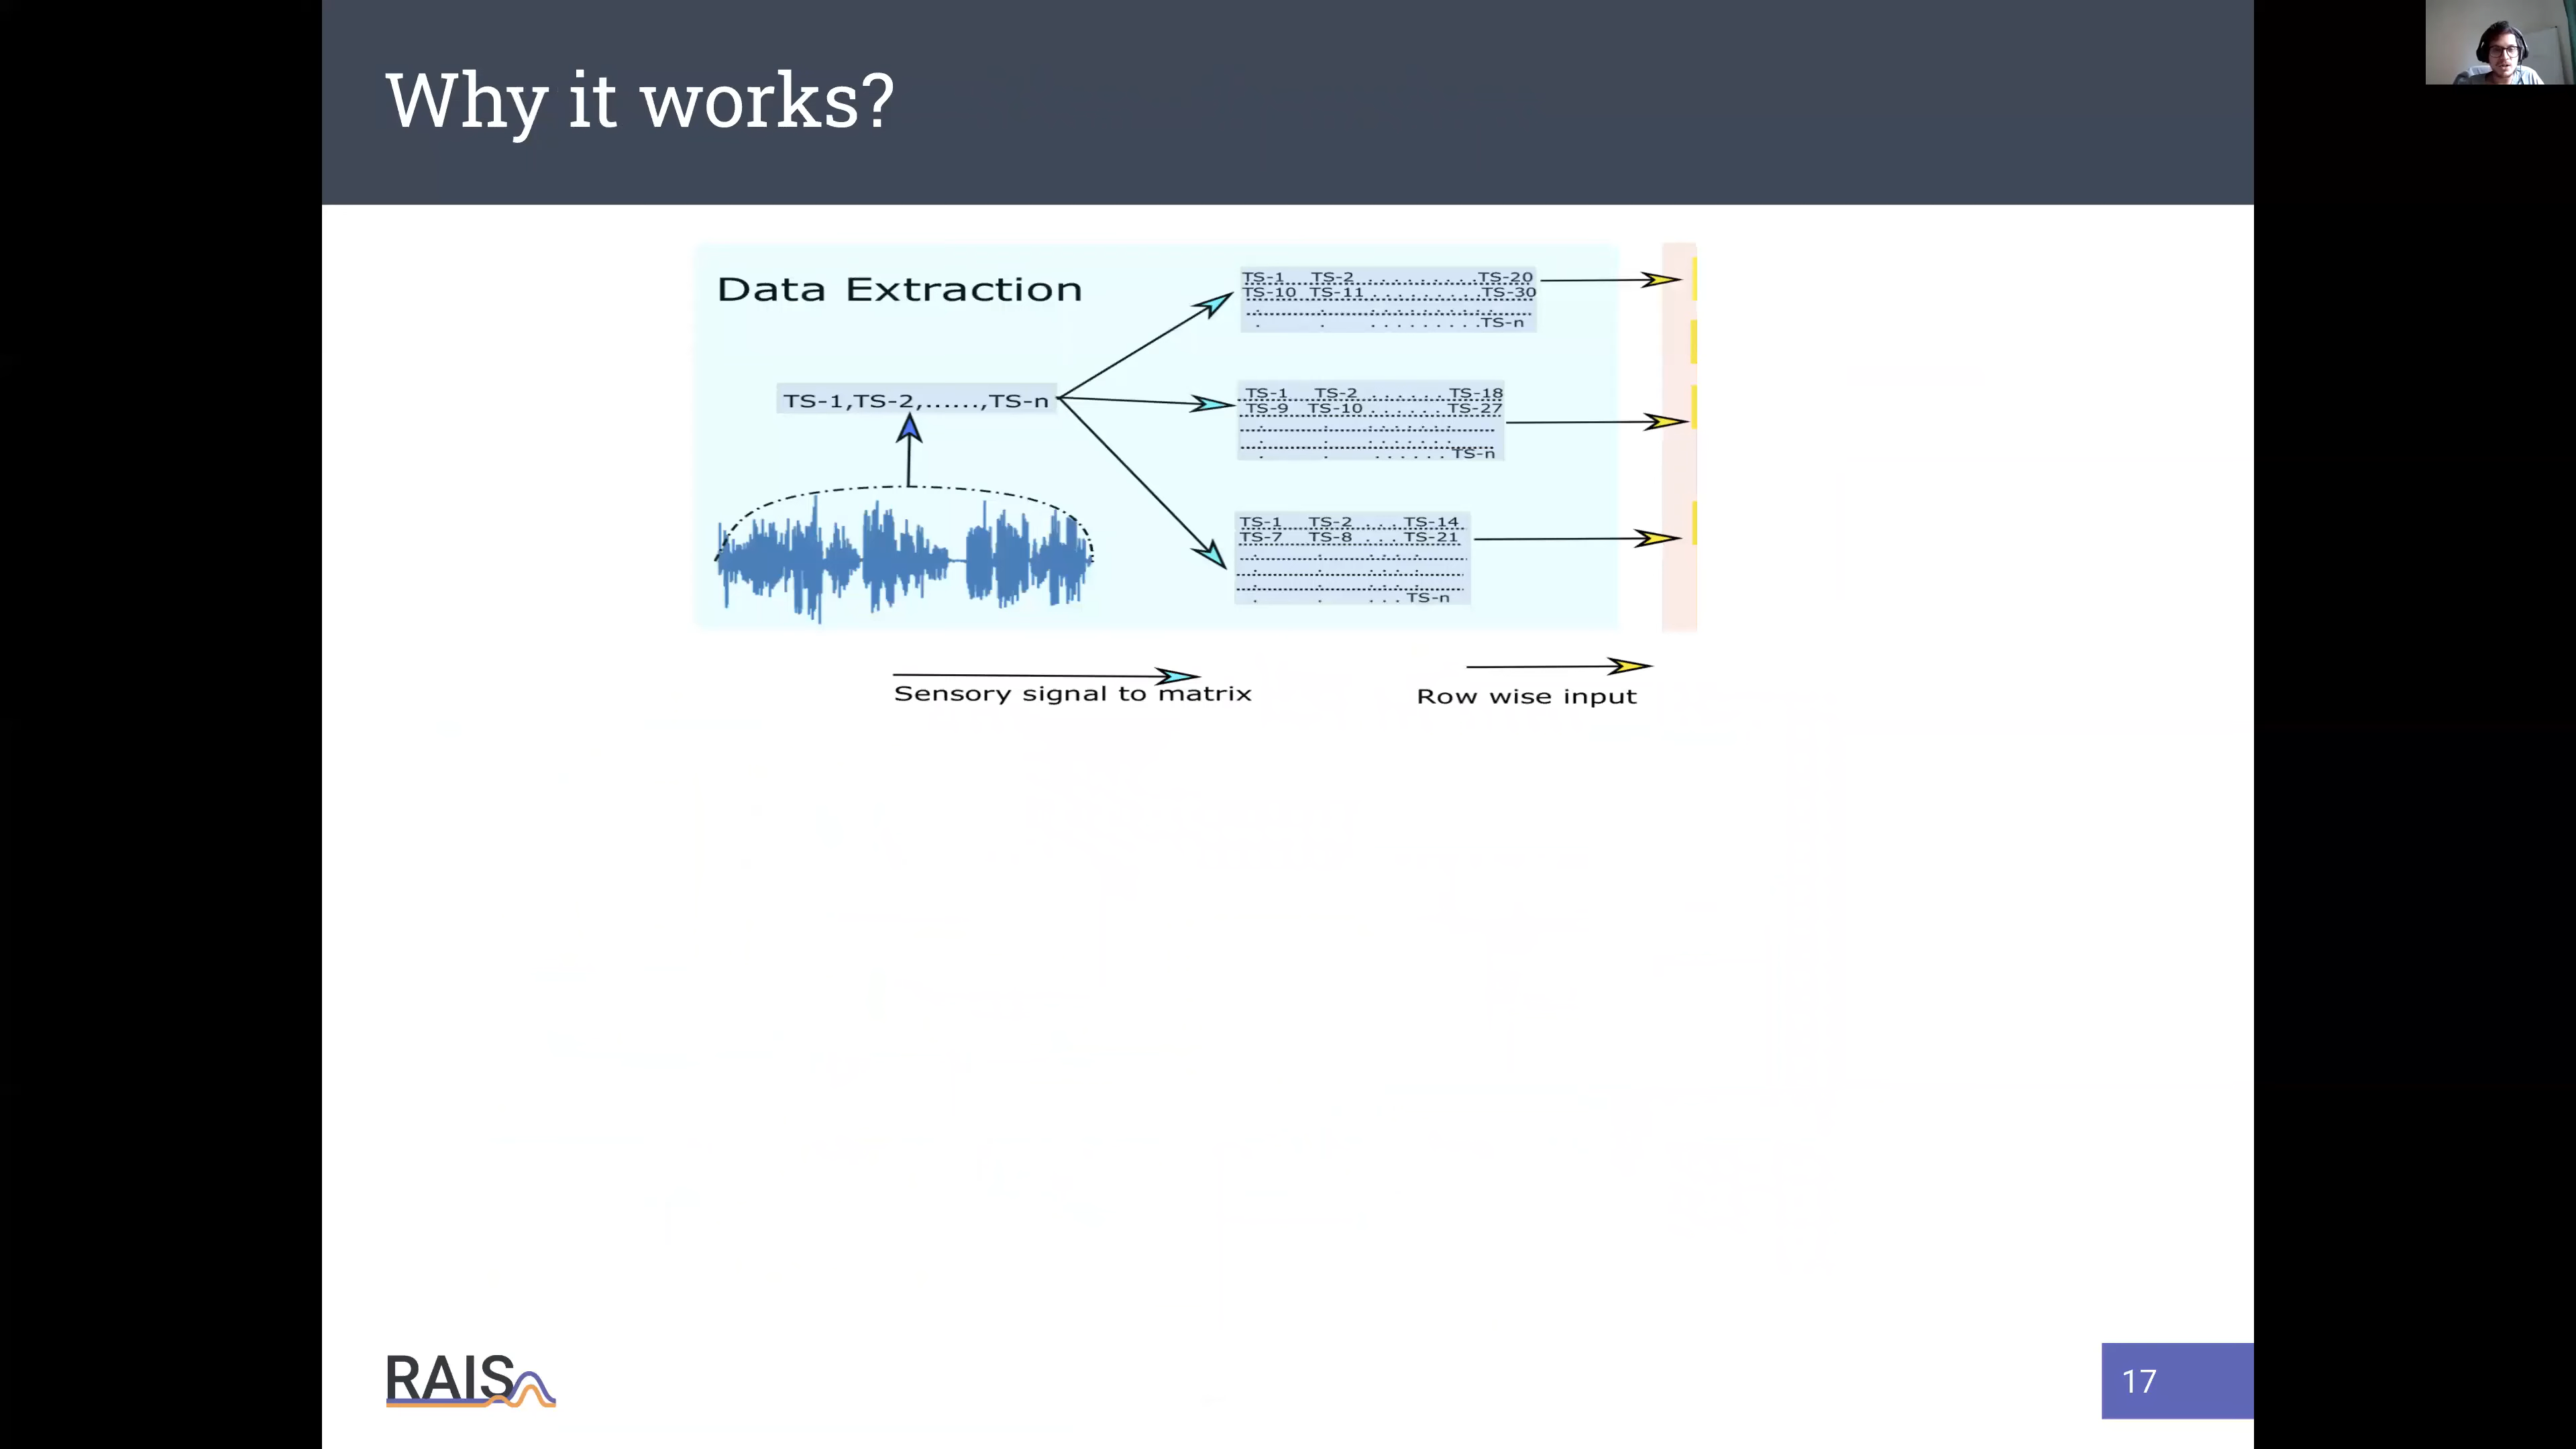 Why it works?
Data Extraction
TS-1,TS-2,......,TS-n
TS-1 TS-2 ..........TS-20
TS-10 TS-11.........TS-30
TS-n
TS-1 TS-2 ......TS-18
TS-9 TS-10......TS-27
TS-n
TS-1 TS-2 ...TS-14
TS-7 TS-8 ...TS-21
TS-n
Sensory signal to matrix
Row wise input
RAIS
17